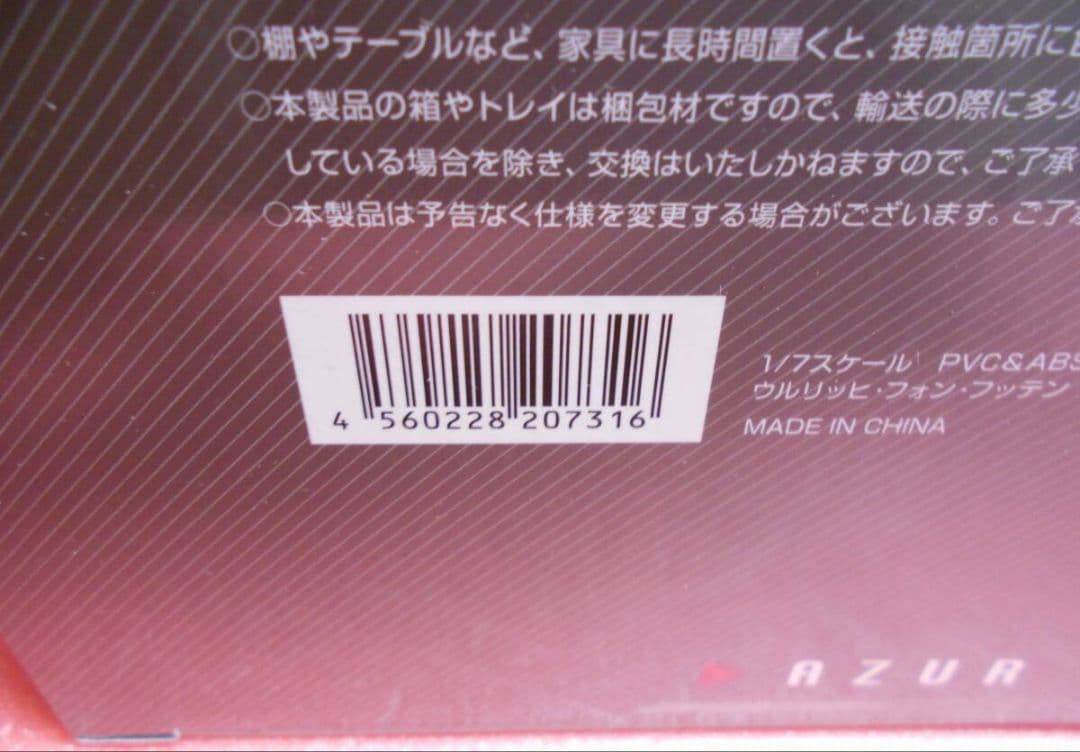 ○棚やテーブルなど、家具に長時間置くと、接触箇所に
○本製品の箱やトレイは梱包材ですので、輸送の際に多少
している場合を除き、交換はいたしかねますので、ご了承
○本製品は予告なく仕様を変更する場合がございます。ご了
4 560228 207316
1/7スケール PVC&ABS
ウルリッヒ・フォン・フッテン
MADE IN CHINA
AZUR